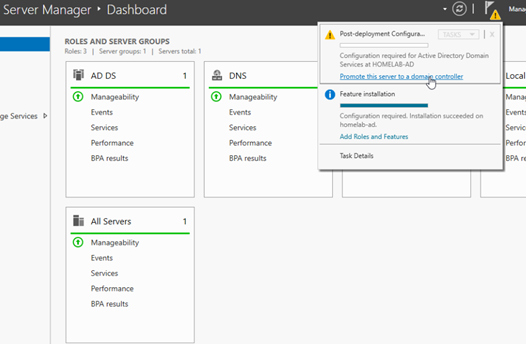 Server Manager ▸ Dashboard
Mana
ROLES AND SERVER GROUPS
Roles: 3 | Server groups: 1 | Servers total: 1
ge Services
AD DS 1
Manageability
Events
Services
Performance
BPA results
DNS
Manageability
Events
Services
Performance
BPA results
Post-deployment Configura... TASKS X
Configuration required for Active Directory Domain
Services at HOMELAB-AD
Promote this server to a domain controller
Feature installation
Configuration required. Installation succeeded on
homelab-ad.
Add Roles and Features
Task Details
Local
Manag
Events
Service
Perform
BPA re
All Servers 1
Manageability
Events
Services
Performance
BPA results